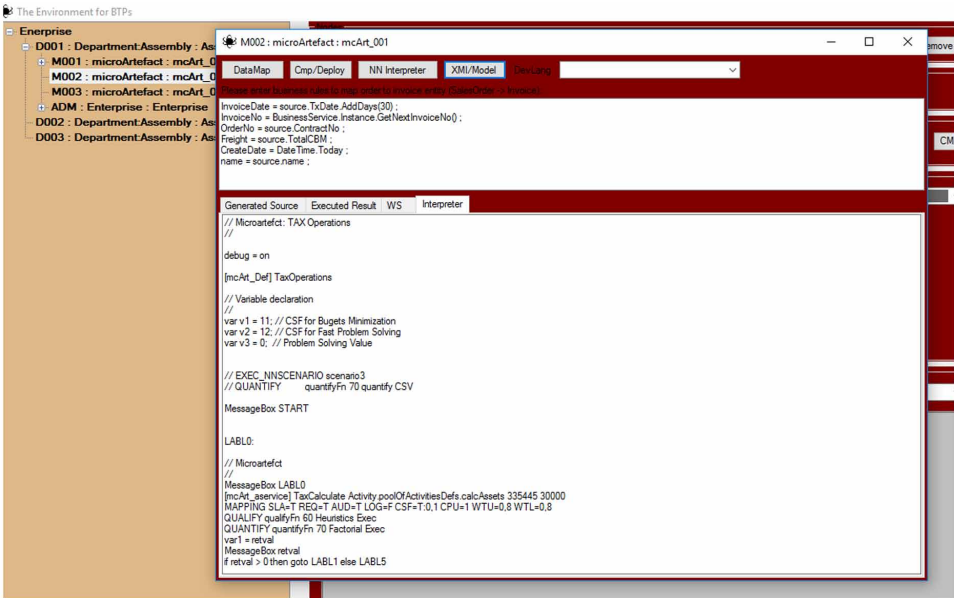 The Environment for BTPs
Enerprise
D001 : Department:Assembly : As
M001 : microArtefact : mcArt_0
M002 : microArtefact : mcArt_0
M003 : microArtefact : mcArt_0
ADM : Enterprise : Enterprise
D002 : Department:Assembly : As
D003 : Department:Assembly : As
M002 : microArtefact : mcArt_001
emove
DataMap Cmp/Deploy NN Interpreter XMI/Model DevLang
Please enter business rules to map order to invoice entity (SalesOrder -> Invoice) :
InvoiceDate = source.TxDate.AddDays(30) ;
InvoiceNo = BusinessService.Instance.GetNextInvoiceNo() ;
OrderNo = source.ContractNo ;
Freight = source.TotalCBM ;
CreateDate = DateTime.Today ;
name = source.name ;
CM
Generated Source Executed Result WS Interpreter
// Microartefct: TAX Operations
//
debug = on
[mcArt_Def] TaxOperations
// Variable declaration
//
var v1 = 11; // CSF for Bugets Minimization
var v2 = 12; // CSF for Fast Problem Solving
var v3 = 0; // Problem Solving Value
// EXEC_NNSCENARIO scenario3
// QUANTIFY quantifyFn 70 quantify CSV
MessageBox START
LABL0:
// Microartefct
//
MessageBox LABL0
[mcArt_aservice] TaxCalculate Activity.poolOfActivitiesDefs.calcAssets 335445 30000
MAPPING SLA=T REQ=T AUD=T LOG=F CSF=T:0,1 CPU=1 WTU=0,8 WTL=0,8
QUALIFY qualifyFn 60 Heuristics Exec
QUANTIFY quantifyFn 70 Factorial Exec
var1 = retval
MessageBox retval
if retval > 0 then goto LABL1 else LABL5